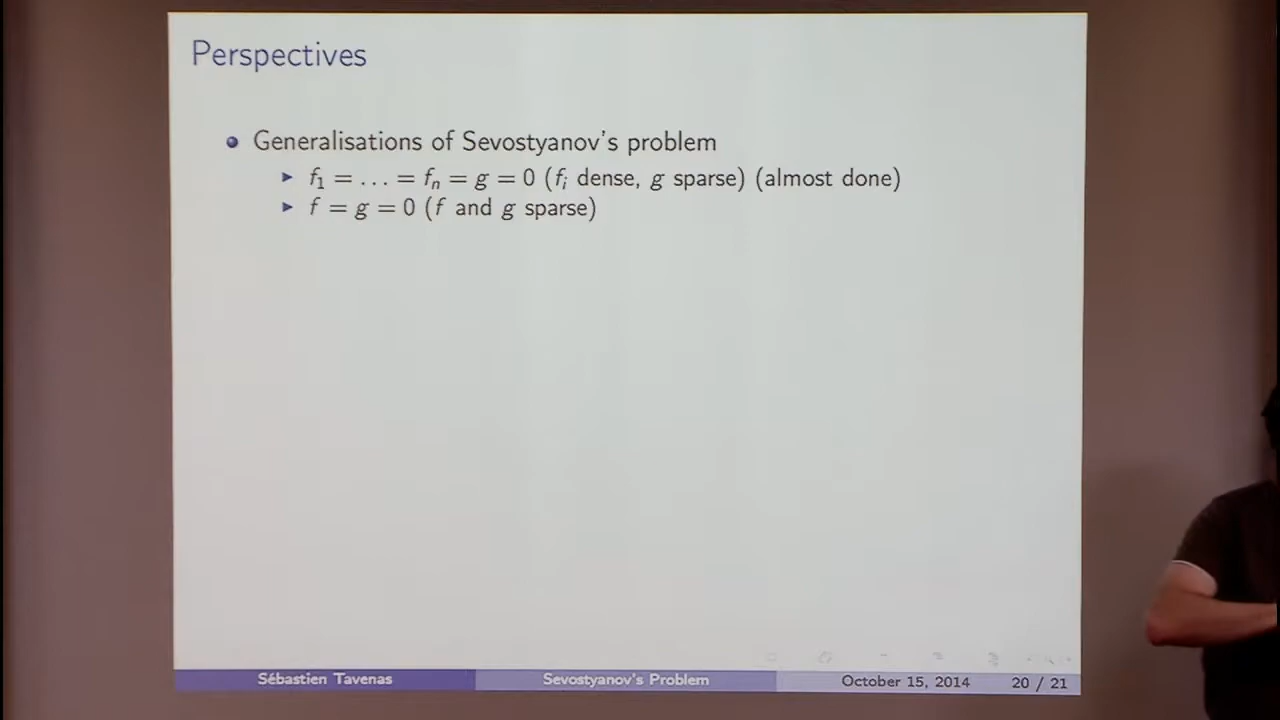 Perspectives
Generalisations of Sevostyanov's problem
f₁ = ... = fₙ = g = 0 (fᵢ dense, g sparse) (almost done)
f = g = 0 (f and g sparse)
Sébastien Tavenas Sevostyanov's Problem October 15, 2014 20 / 21